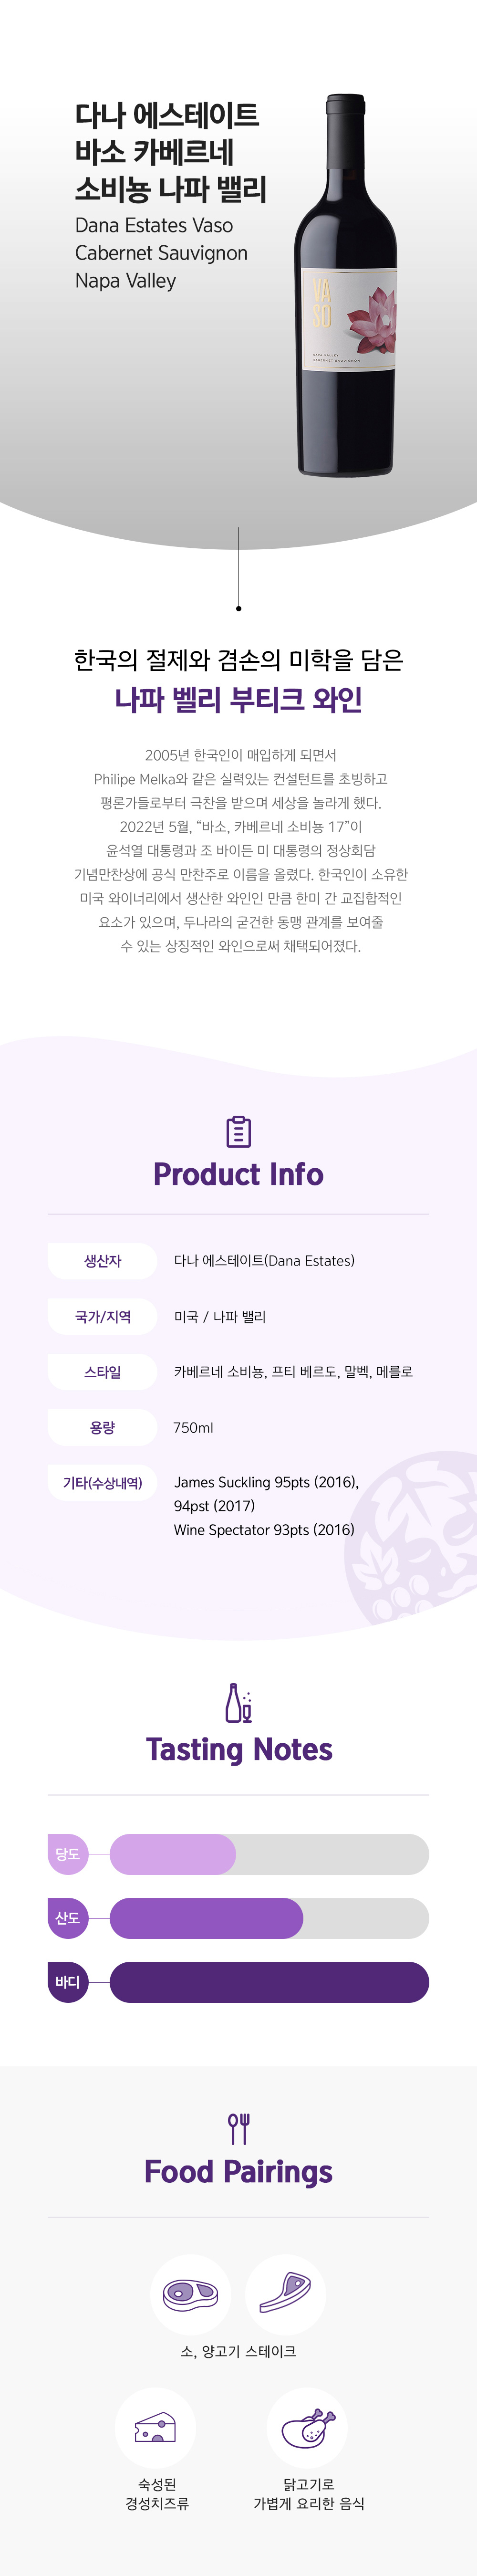 다나 에스테이트
바소 카베르네
소비뇽 나파 밸리
Dana Estates Vaso
Cabernet Sauvignon
Napa Valley
VA
SO
NAPA VALLEY
CABERNET SAUVIGNON
한국의 절제와 겸손의 미학을 담은
나파 벨리 부티크 와인
2005년 한국인이 매입하게 되면서
Philipe Melka와 같은 실력있는 컨설턴트를 초빙하고
평론가들로부터 극찬을 받으며 세상을 놀라게 했다.
2022년 5월, “바소, 카베르네 소비뇽 17”이
윤석열 대통령과 조 바이든 미 대통령의 정상회담
기념만찬상에 공식 만찬주로 이름을 올렸다. 한국인이 소유한
미국 와이너리에서 생산한 와인인 만큼 한미 간 교집합적인
요소가 있으며, 두나라의 굳건한 동맹 관계를 보여줄
수 있는 상징적인 와인으로써 채택되어졌다.
Product Info
생산자 다나 에스테이트(Dana Estates)
국가/지역 미국 / 나파 밸리
스타일 카베르네 소비뇽, 프티 베르도, 말벡, 메를로
용량 750ml
기타(수상내역) James Suckling 95pts (2016),
94pst (2017)
Wine Spectator 93pts (2016)
Tasting Notes
당도
산도
바디
Food Pairings
소, 양고기 스테이크
숙성된
경성치즈류
닭고기로
가볍게 요리한 음식